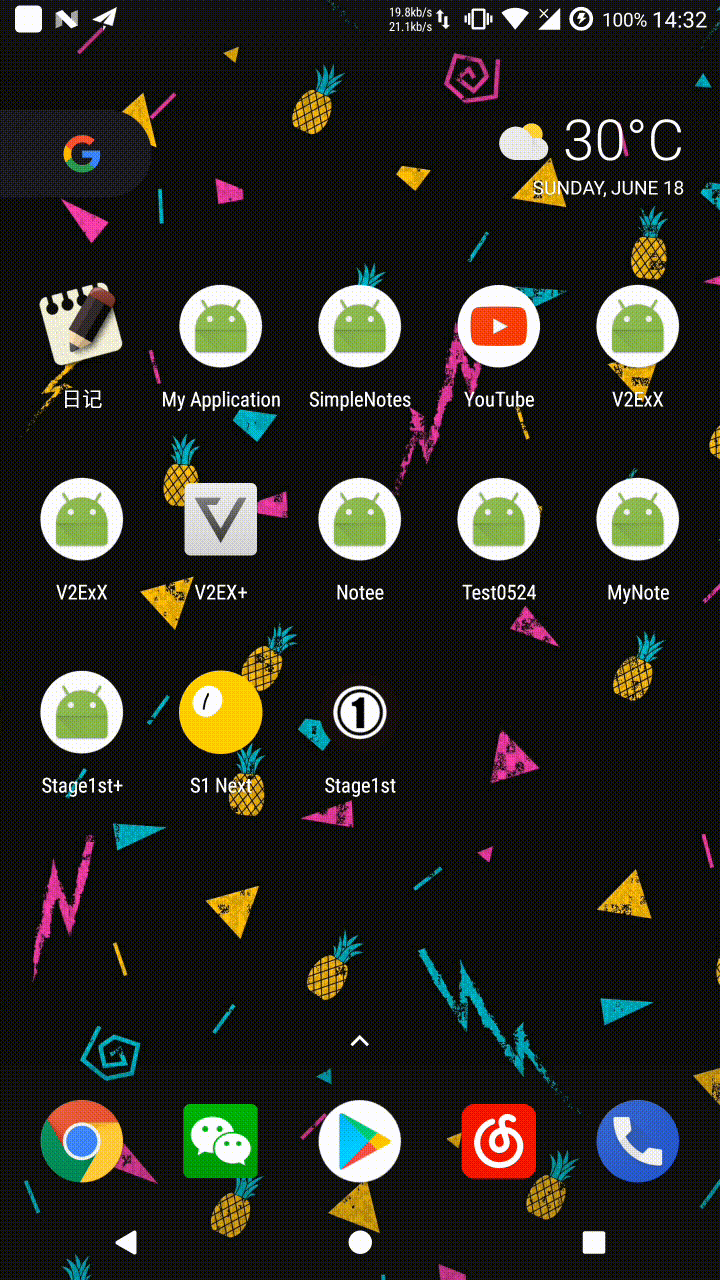 19.8kb/s
21.1kb/s
100% 14:32
30°C
SUNDAY, JUNE 18
日记
My Application
SimpleNotes
YouTube
V2ExX
V2ExX
V2EX+
Notee
Test0524
MyNote
Stage1st+
S1 Next
Stage1st